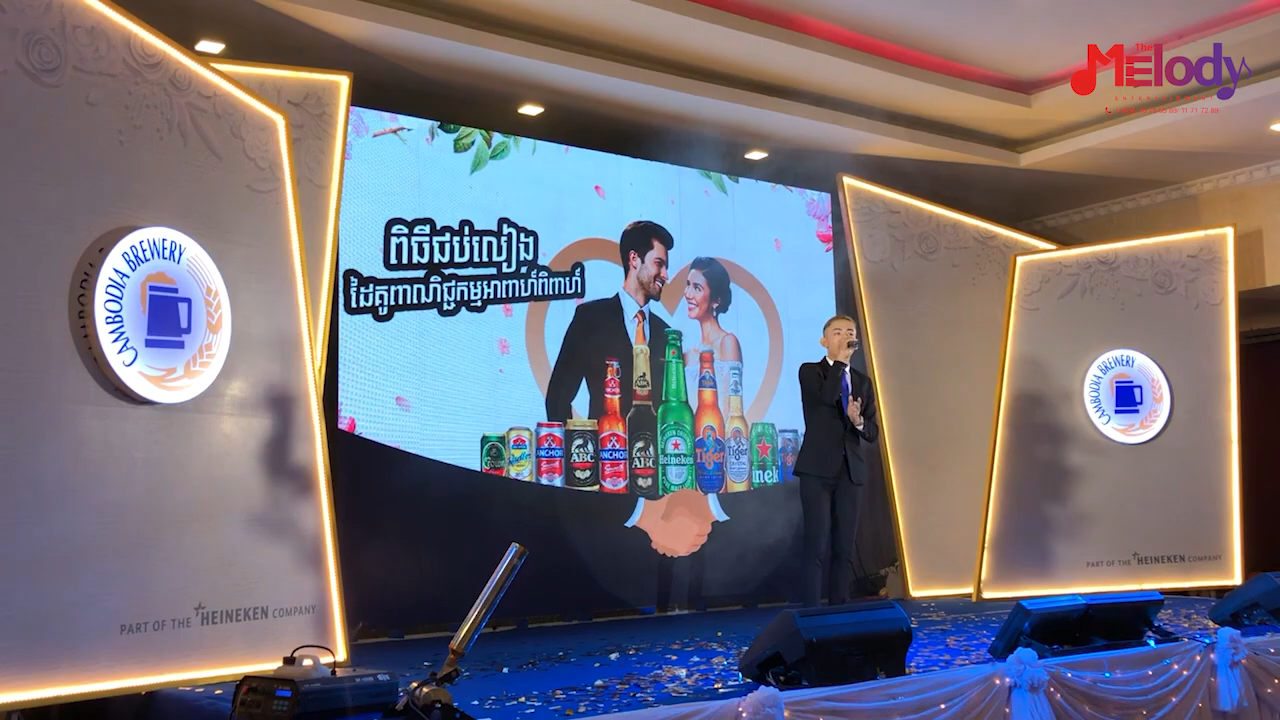 The
MElody
ENTERTAINMENT
ពិធីជប់លៀង
ដៃគូពាណិជ្ជកម្មអាពាហ៍ពិពាហ៍
CAMBODIA BREWERY
CAMBODIA BREWERY
ANCHOR
ABC
ANCHOR
ABC
Heineken
Tiger
Tiger
CRYSTAL
PART OF THE HEINEKEN COMPANY
PART OF THE HEINEKEN COMPANY